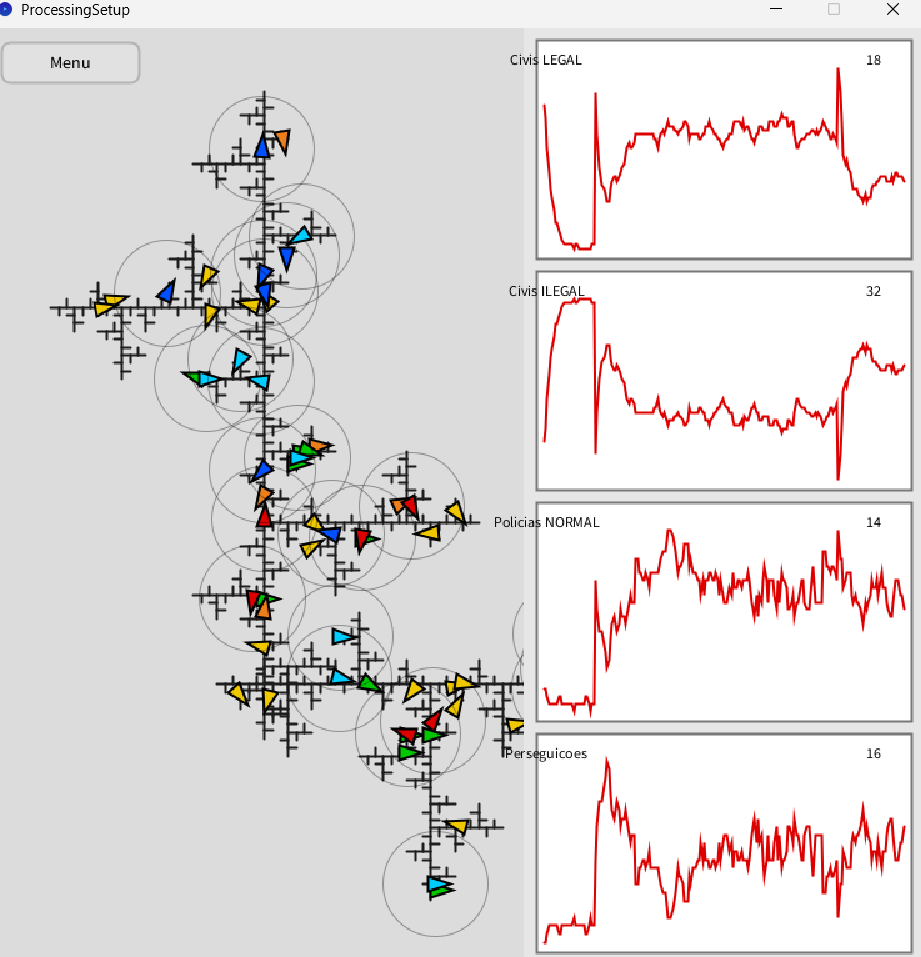 ProcessingSetup
Menu
Civis LEGAL 18
Civis ILEGAL 32
Policias NORMAL 14
Perseguicoes 16